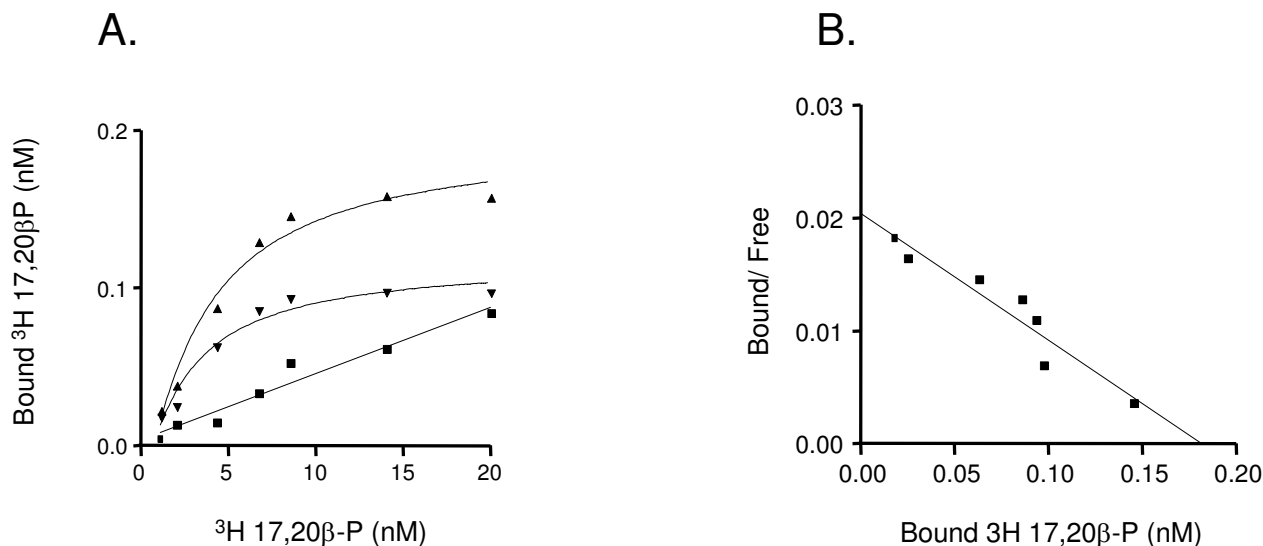 A.
Bound ³H 17,20βP (nM)
0.2
0.1
0.0
0 5 10 15 20
³H 17,20β-P (nM)
B.
Bound/ Free
0.03
0.02
0.01
0.00
0.00 0.05 0.10 0.15 0.20
Bound 3H 17,20β-P (nM)